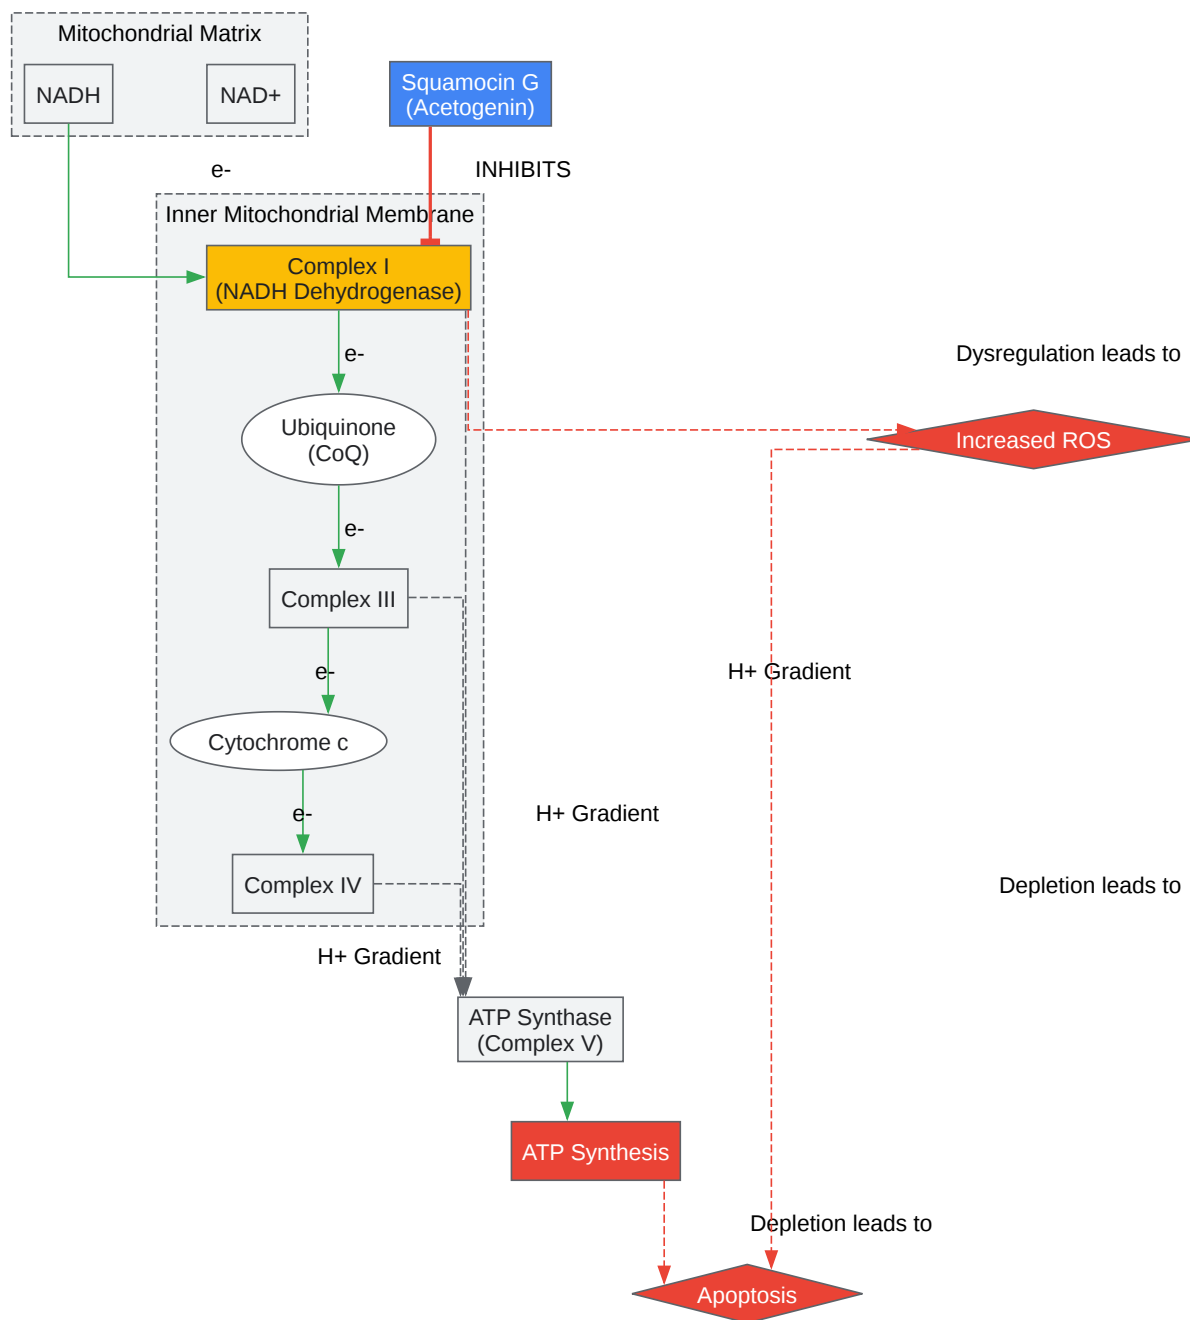 Mitochondrial Matrix
NADH
NAD+
Squamocin G
(Acetogenin)
e-
INHIBITS
Inner Mitochondrial Membrane
Complex I
(NADH Dehydrogenase)
e-
Dysregulation leads to
Ubiquinone
(CoQ)
Increased ROS
e-
Complex III
e-
H+ Gradient
Cytochrome c
e-
H+ Gradient
Complex IV
Depletion leads to
H+ Gradient
ATP Synthase
(Complex V)
ATP Synthesis
Depletion leads to
Apoptosis